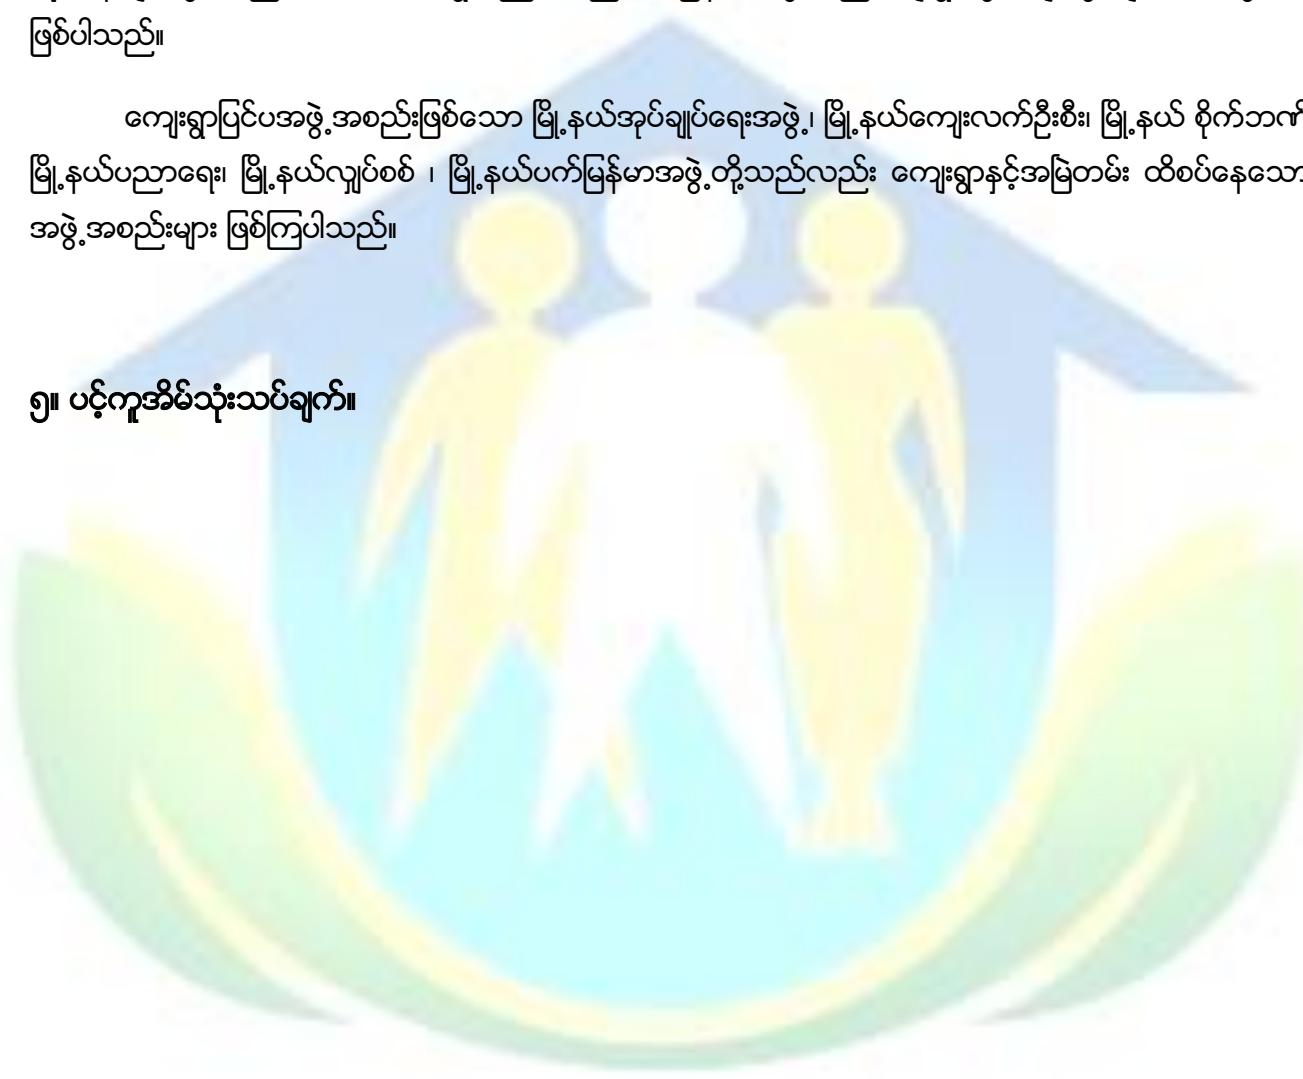 ဖြစ်ပါသည်။
ကျေးရွာပြင်ပအဖွဲ့အစည်းဖြစ်သော မြို့နယ်အုပ်ချုပ်ရေးအဖွဲ့၊ မြို့နယ်ကျေးလက်ဦးစီး၊ မြို့နယ် စိုက်ဘဏ်
မြို့နယ်ပညာရေး၊ မြို့နယ်လျှပ်စစ် ၊ မြို့နယ်ပက်မြန်မာအဖွဲ့တို့သည်လည်း ကျေးရွာနှင့်အမြဲတမ်း ထိစပ်နေသော
အဖွဲ့အစည်းများ ဖြစ်ကြပါသည်။
၅။ ပင့်ကူအိမ်သုံးသပ်ချက်။